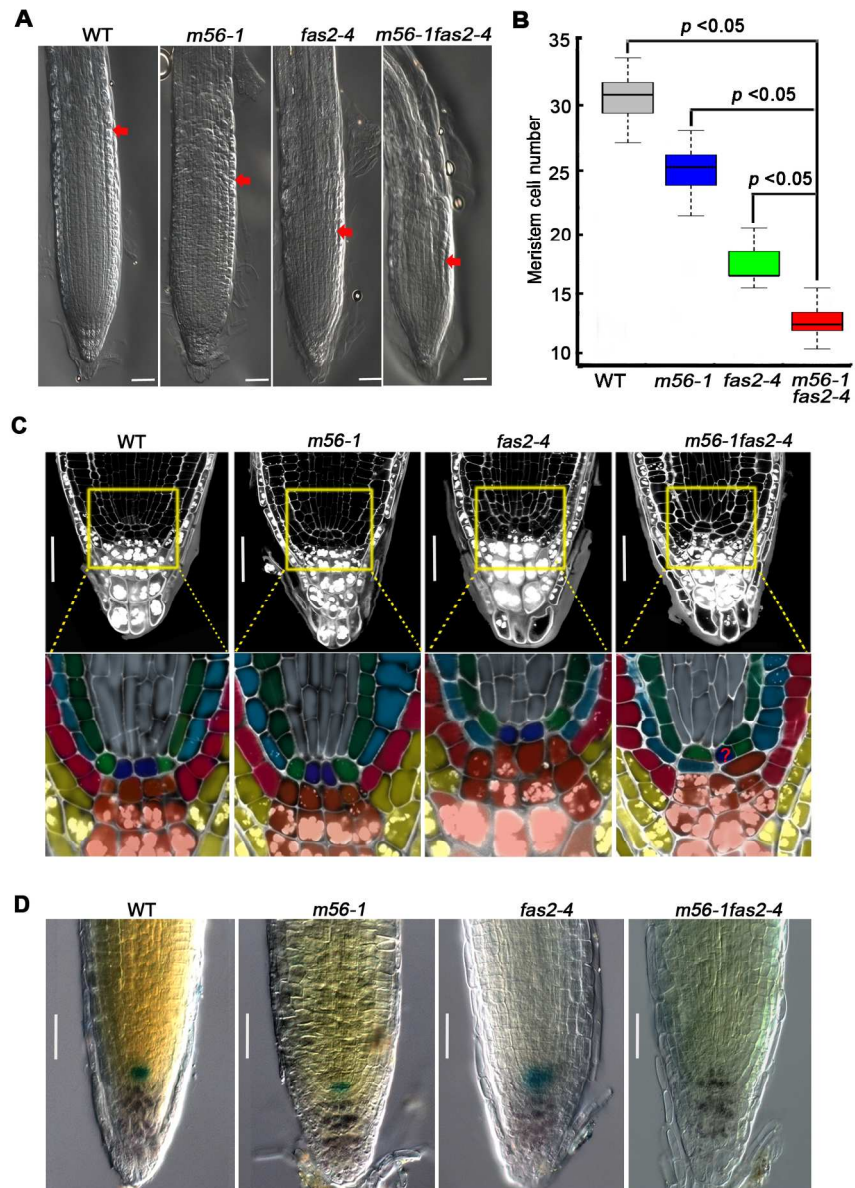 A
WT
m56-1
fas2-4
m56-1fas2-4
B
Meristem cell number
35
30
25
20
15
10
p <0.05
p <0.05
p <0.05
WT
m56-1
fas2-4
m56-1
fas2-4
C
WT
m56-1
fas2-4
m56-1fas2-4
?
D
WT
m56-1
fas2-4
m56-1fas2-4